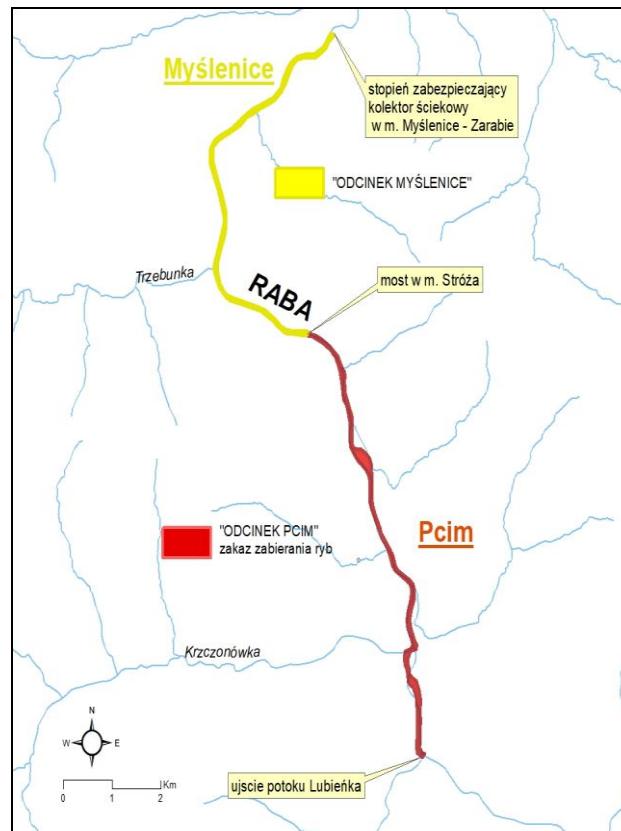 Myślenice
stopień zabezpieczający
kolektor ściekowy
w m. Myślenice - Zarabie
"ODCINEK MYŚLENICE"
Trzebunka
RABA
most w m. Stróża
"ODCINEK PCIM"
zakaz zabierania ryb
Pcim
Krzczonówka
N
W
E
S
Km
0
1
2
ujscie potoku Lubieńka